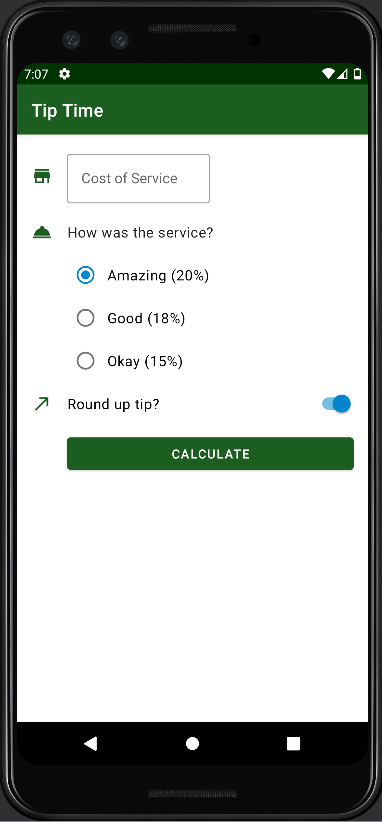 7:07
Tip Time
Cost of Service
How was the service?
Amazing (20%)
Good (18%)
Okay (15%)
Round up tip?
CALCULATE